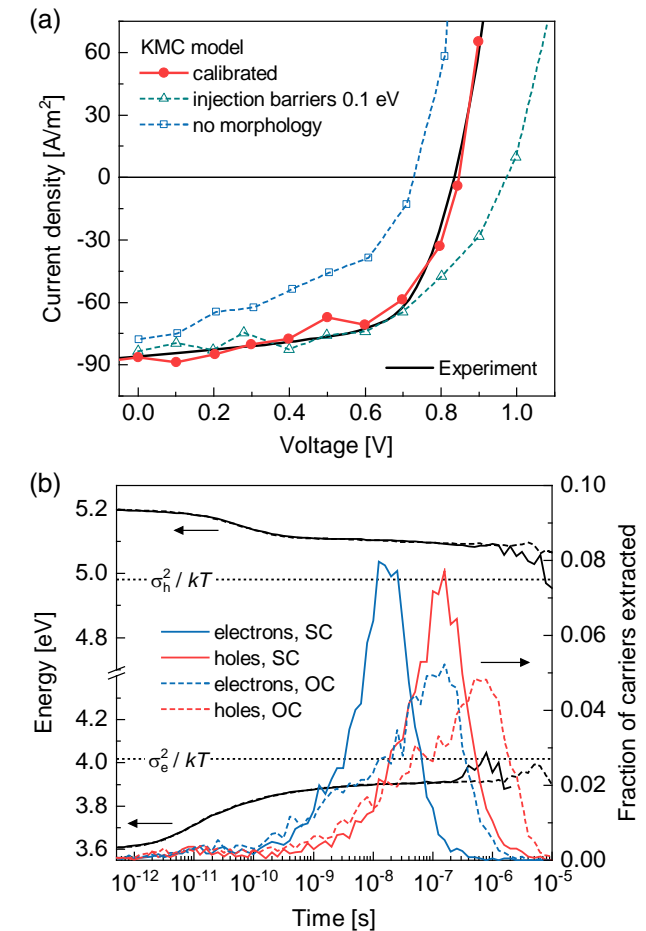 (a)
KMC model
calibrated
injection barriers 0.1 eV
no morphology
60
30
0
-30
-60
-90
Current density [A/m²]
Experiment
0.0 0.2 0.4 0.6 0.8 1.0
Voltage [V]
(b)
5.2
5.0
4.8
4.2
4.0
3.8
3.6
Energy [eV]
σ_h²/ kT
electrons, SC
holes, SC
electrons, OC
holes, OC
σ_e²/ kT
0.10
0.08
0.06
0.04
0.02
0.00
Fraction of carriers extracted
10⁻¹² 10⁻¹¹ 10⁻¹⁰ 10⁻⁹ 10⁻⁸ 10⁻⁷ 10⁻⁶ 10⁻⁵
Time [s]